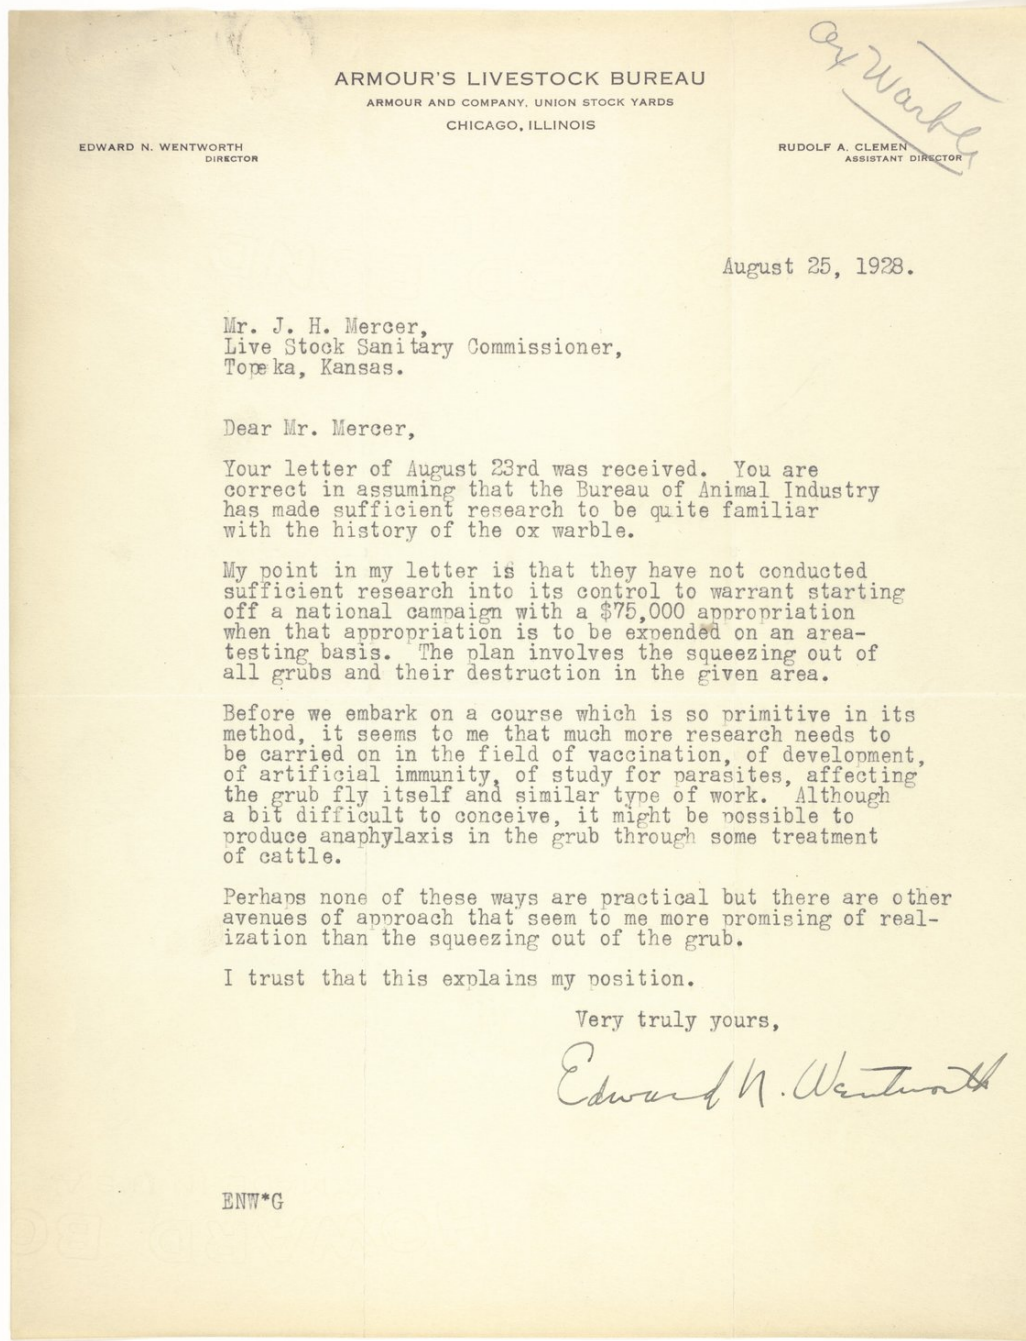 Ox Warble
ARMOUR'S LIVESTOCK BUREAU
ARMOUR AND COMPANY, UNION STOCK YARDS
CHICAGO, ILLINOIS
EDWARD N. WENTWORTH
DIRECTOR
RUDOLF A. CLEMEN
ASSISTANT DIRECTOR
August 25, 1928.
Mr. J. H. Mercer,
Live Stock Sanitary Commissioner,
Topeka, Kansas.
Dear Mr. Mercer,
Your letter of August 23rd was received. You are
correct in assuming that the Bureau of Animal Industry
has made sufficient research to be quite familiar
with the history of the ox warble.
My point in my letter is that they have not conducted
sufficient research into its control to warrant starting
off a national campaign with a $75,000 appropriation
when that appropriation is to be expended on an area-
testing basis. The plan involves the squeezing out of
all grubs and their destruction in the given area.
Before we embark on a course which is so primitive in its
method, it seems to me that much more research needs to
be carried on in the field of vaccination, of development,
of artificial immunity, of study for parasites, affecting
the grub fly itself and similar type of work. Although
a bit difficult to conceive, it might be possible to
produce anaphylaxis in the grub through some treatment
of cattle.
Perhaps none of these ways are practical but there are other
avenues of approach that seem to me more promising of real-
ization than the squeezing out of the grub.
I trust that this explains my position.
Very truly yours,
Edward N. Wentworth
ENW*G